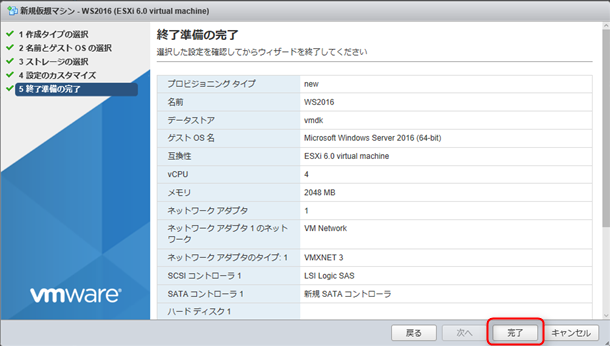 新規仮想マシン - WS2016 (ESXi 6.0 virtual machine)
1 作成タイプの選択
2 名前とゲスト OS の選択
3 ストレージの選択
4 設定のカスタマイズ
5 終了準備の完了
終了準備の完了
選択した設定を確認してからウィザードを終了してください
プロビジョニング タイプ new
名前 WS2016
データストア vmdk
ゲスト OS 名 Microsoft Windows Server 2016 (64-bit)
互換性 ESXi 6.0 virtual machine
vCPU 4
メモリ 2048 MB
ネットワーク アダプタ 1
ネットワーク アダプタ 1 のネット VM Network
ワーク
ネットワーク アダプタのタイプ: 1 VMXNET 3
SCSI コントローラ 1 LSI Logic SAS
SATA コントローラ 1 新規 SATA コントローラ
ハード ディスク 1
vmware
戻る 次へ 完了 キャンセル